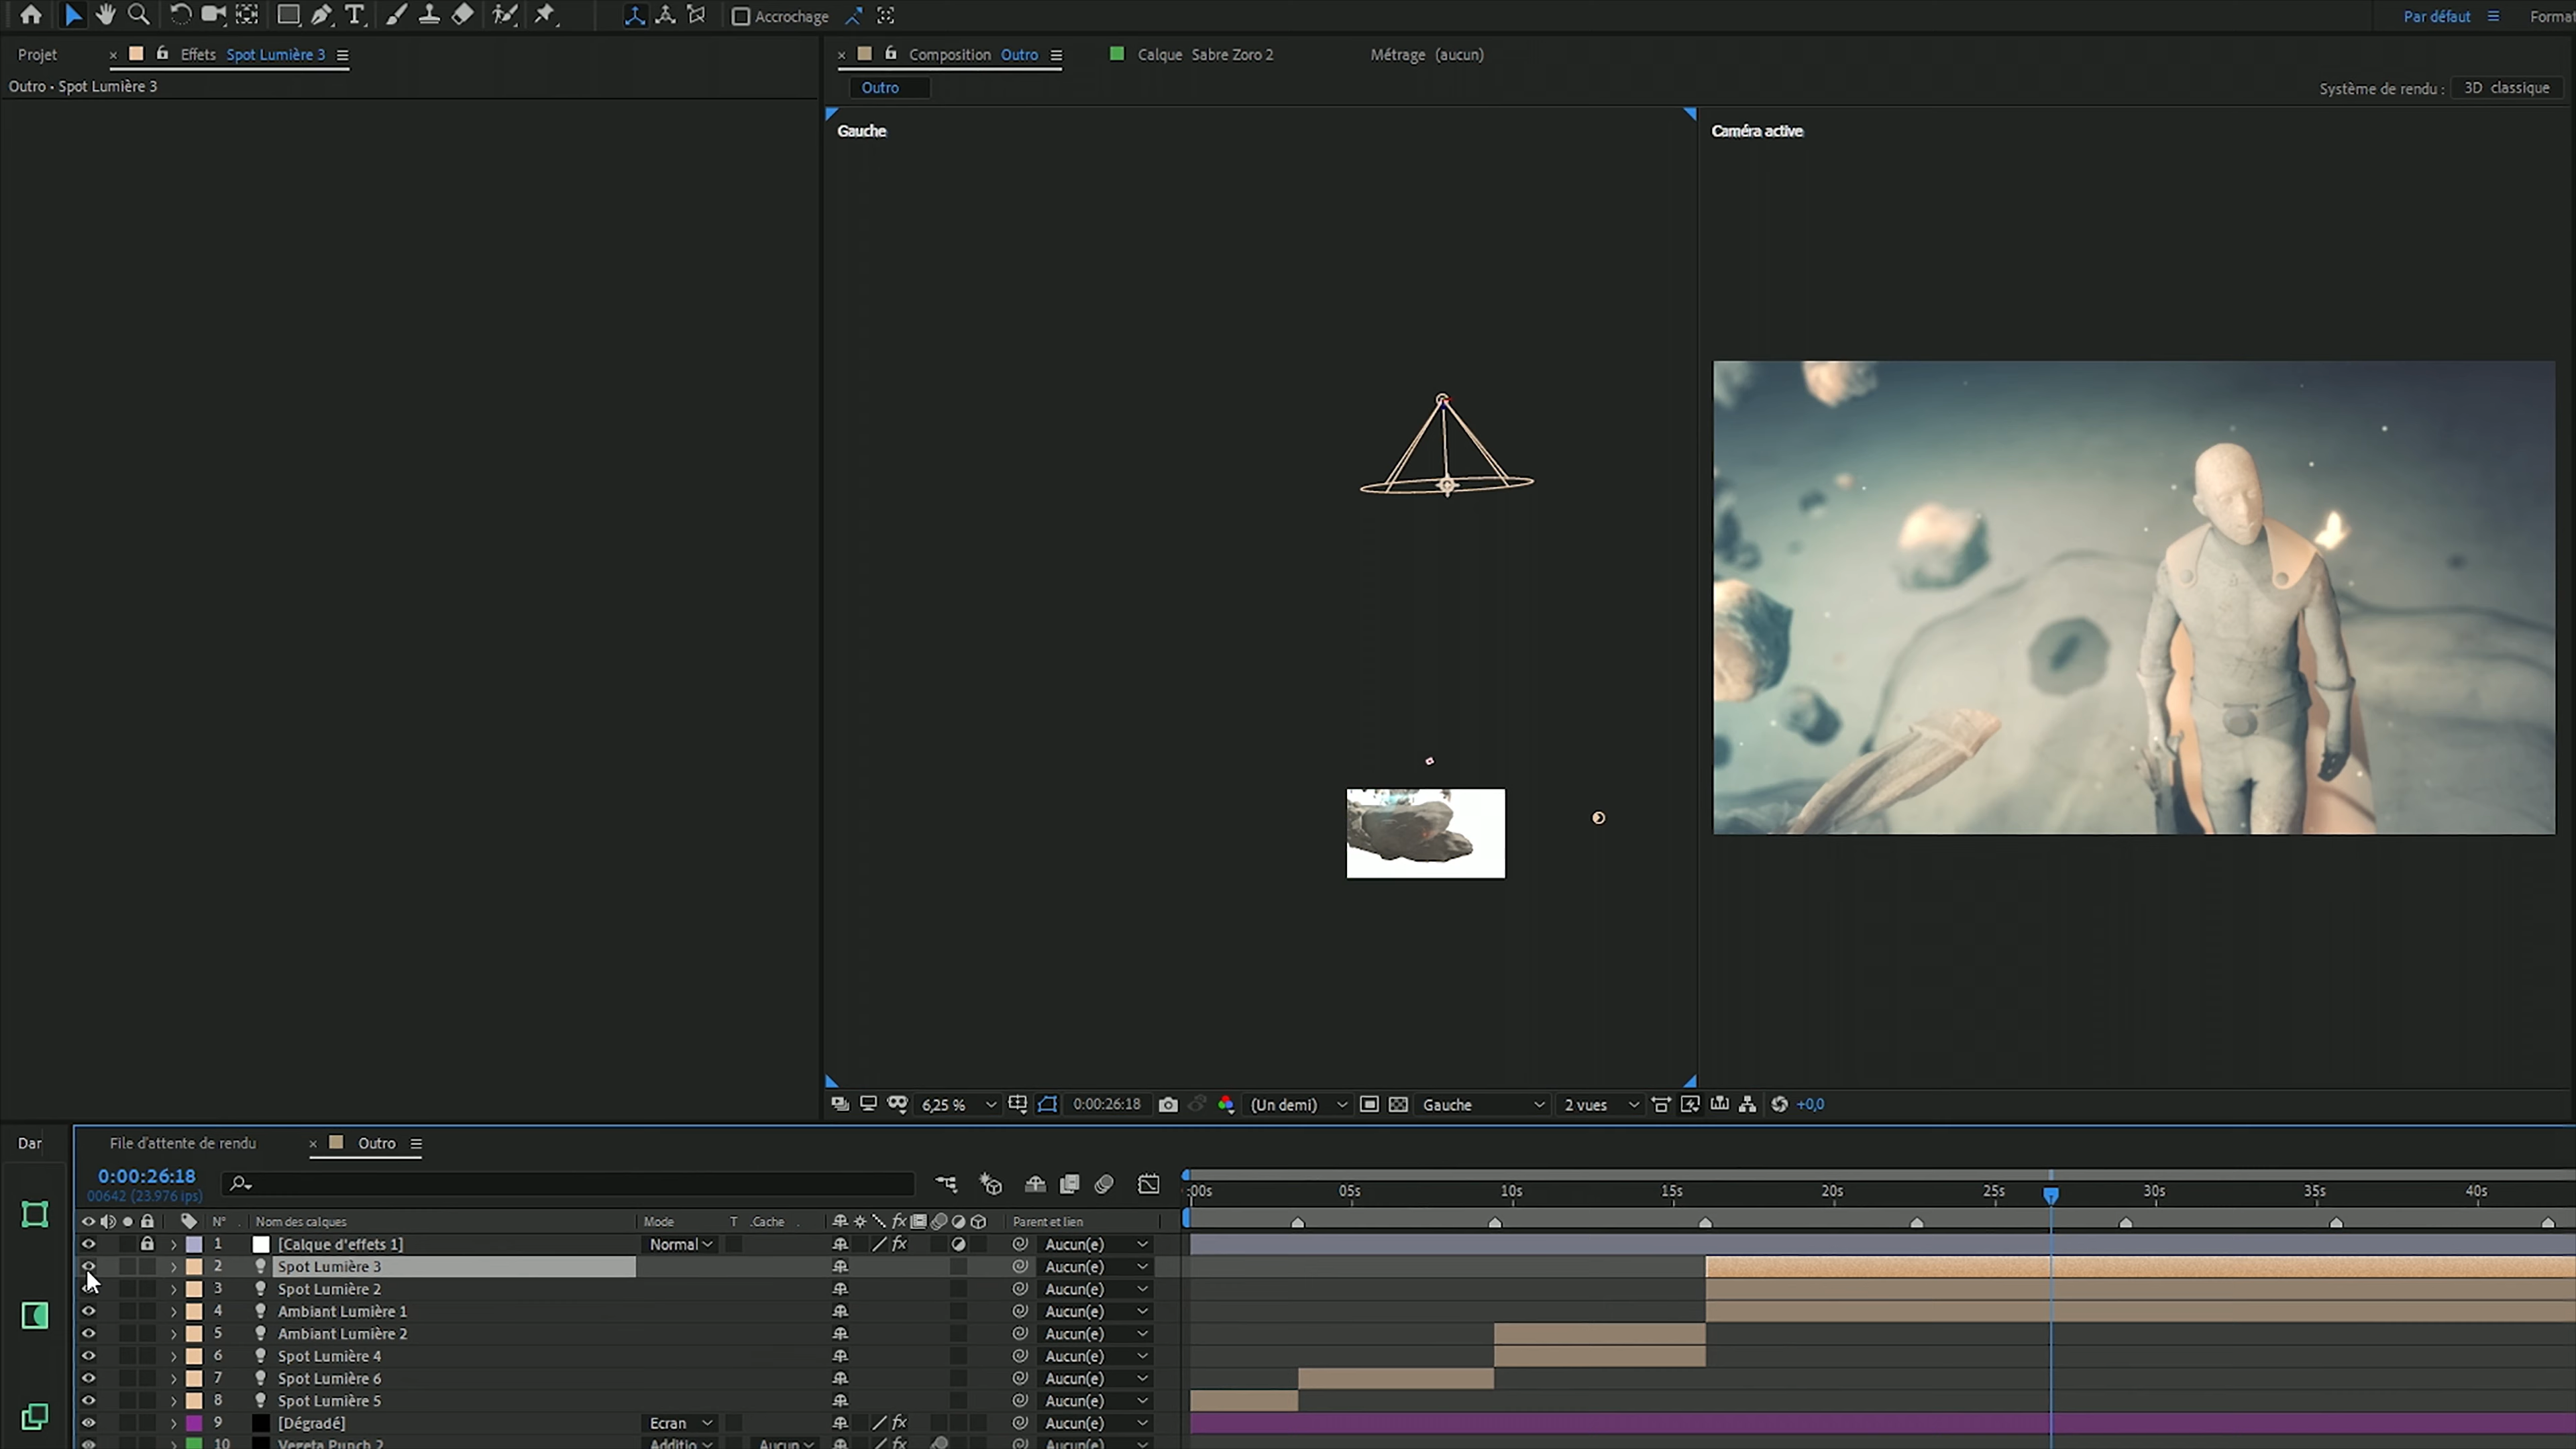 Accrochage
Par défaut
Format
Projet
Effets Spot Lumière 3
Composition Outro
Calque Sabre Zoro 2
Métrage (aucun)
Outro • Spot Lumière 3
Outro
Système de rendu :
3D classique
Gauche
Caméra active
6,25 %
0:00:26:18
(Un demi)
Gauche
2 vues
+0,0
Dar
File d'attente de rendu
Outro
0:00:26:18
00642 (23.976 ips)
:00s
05s
10s
15s
20s
25s
30s
35s
40s
N°
Nom des calques
Mode
T
.Cache
Parent et lien
1 [Calque d'effets 1] Normal Aucun(e)
2 Spot Lumière 3 Aucun(e)
3 Spot Lumière 2 Aucun(e)
4 Ambiant Lumière 1 Aucun(e)
5 Ambiant Lumière 2 Aucun(e)
6 Spot Lumière 4 Aucun(e)
7 Spot Lumière 6 Aucun(e)
8 Spot Lumière 5 Aucun(e)
9 [Dégradé] Ecran Aucun(e)
10 Vegeta Punch 2 Additio Aucun Aucun(e)